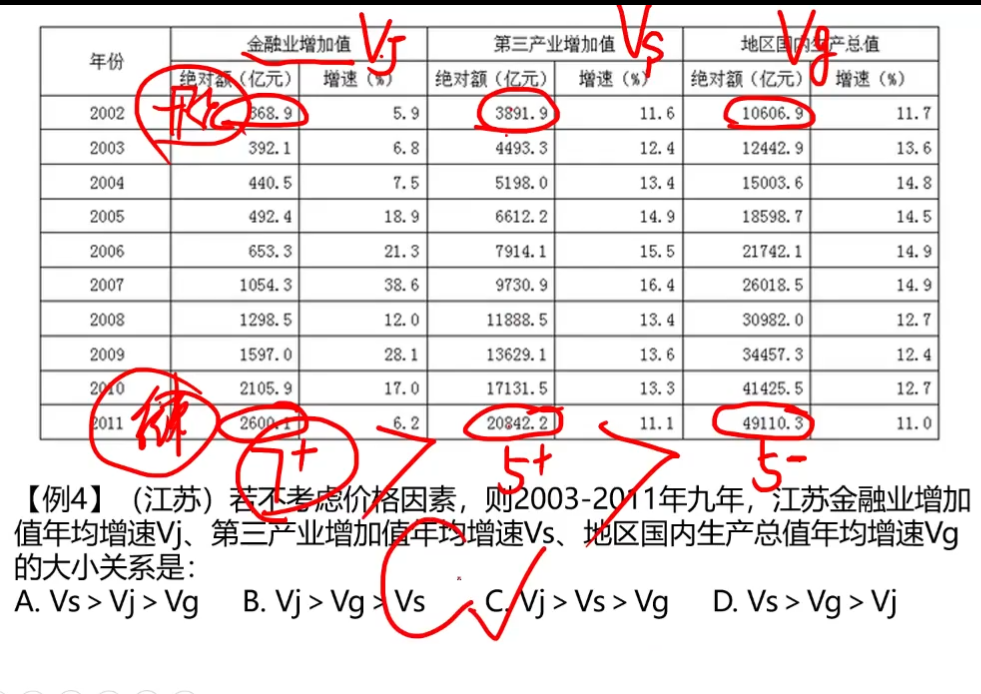 Vj Vs Vg
年份 金融业增加值 第三产业增加值 地区国内生产总值
绝对额（亿元） 增速（%） 绝对额（亿元） 增速（%） 绝对额（亿元） 增速（%）
2002 368.9 5.9 3891.9 11.6 10606.9 11.7
2003 392.1 6.8 4493.3 12.4 12442.9 13.6
2004 440.5 7.5 5198.0 13.4 15003.6 14.8
2005 492.4 18.9 6612.2 14.9 18598.7 14.5
2006 653.3 21.3 7914.1 15.5 21742.1 14.9
2007 1054.3 38.6 9730.9 16.4 26018.5 14.9
2008 1298.5 12.0 11888.5 13.4 30982.0 12.7
2009 1597.0 28.1 13629.1 13.6 34457.3 12.4
2010 2105.9 17.0 17131.5 13.3 41425.5 12.7
2011 2600.1 6.2 20842.2 11.1 49110.3 11.0
7+ 5+ 5-
【例4】（江苏）若不考虑价格因素，则2003-2011年九年，江苏金融业增加
值年均增速Vj、第三产业增加值年均增速Vs、地区国内生产总值年均增速Vg
的大小关系是：
A. Vs > Vj > Vg B. Vj > Vg > Vs C. Vj > Vs > Vg D. Vs > Vg > Vj